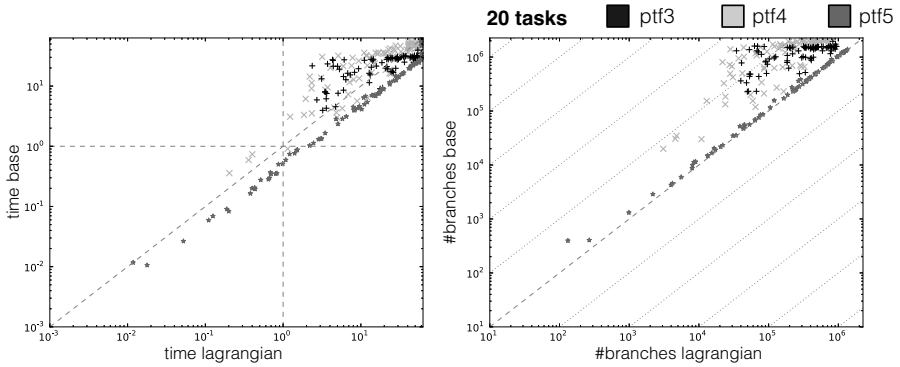 20 tasks ptf3 ptf4 ptf5
time base
10^1
10^0
10^-1
10^-2
10^-3
10^-3 10^-2 10^-1 10^0 10^1
time lagrangian
#branches base
10^6
10^5
10^4
10^3
10^2
10^1
10^1 10^2 10^3 10^4 10^5 10^6
#branches lagrangian